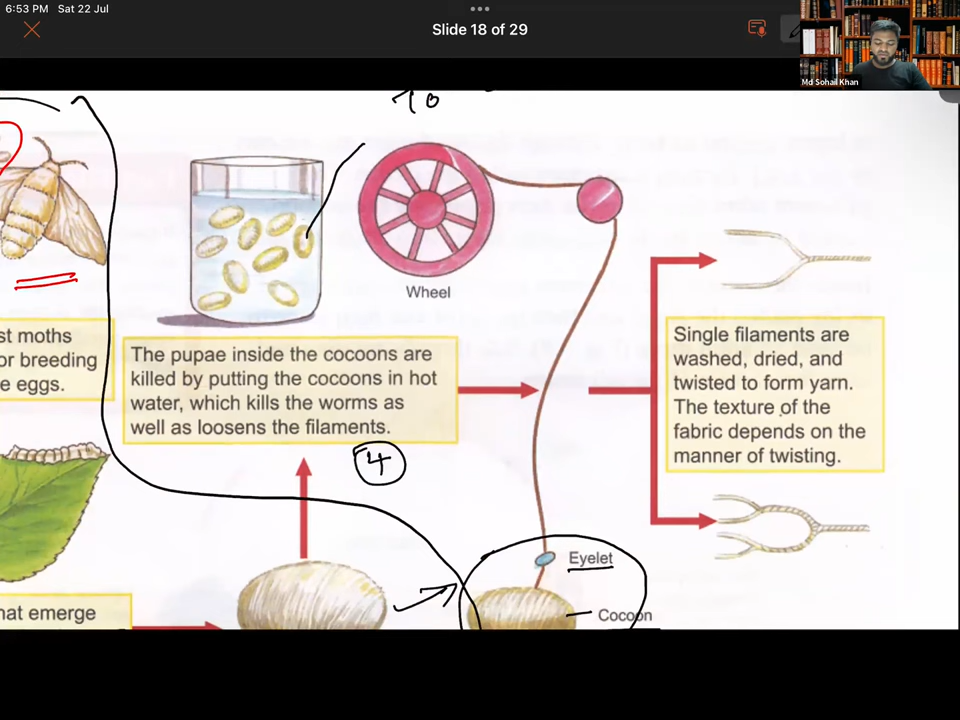 6:53 PM Sat 22 Jul
Slide 18 of 29
Md Sohail Khan
10
Wheel
st moths
or breeding
e eggs.
The pupae inside the cocoons are
killed by putting the cocoons in hot
water, which kills the worms as
well as loosens the filaments.
4
Single filaments are
washed, dried, and
twisted to form yarn.
The texture of the
fabric depends on the
manner of twisting.
Eyelet
Cocoon
hat emerge